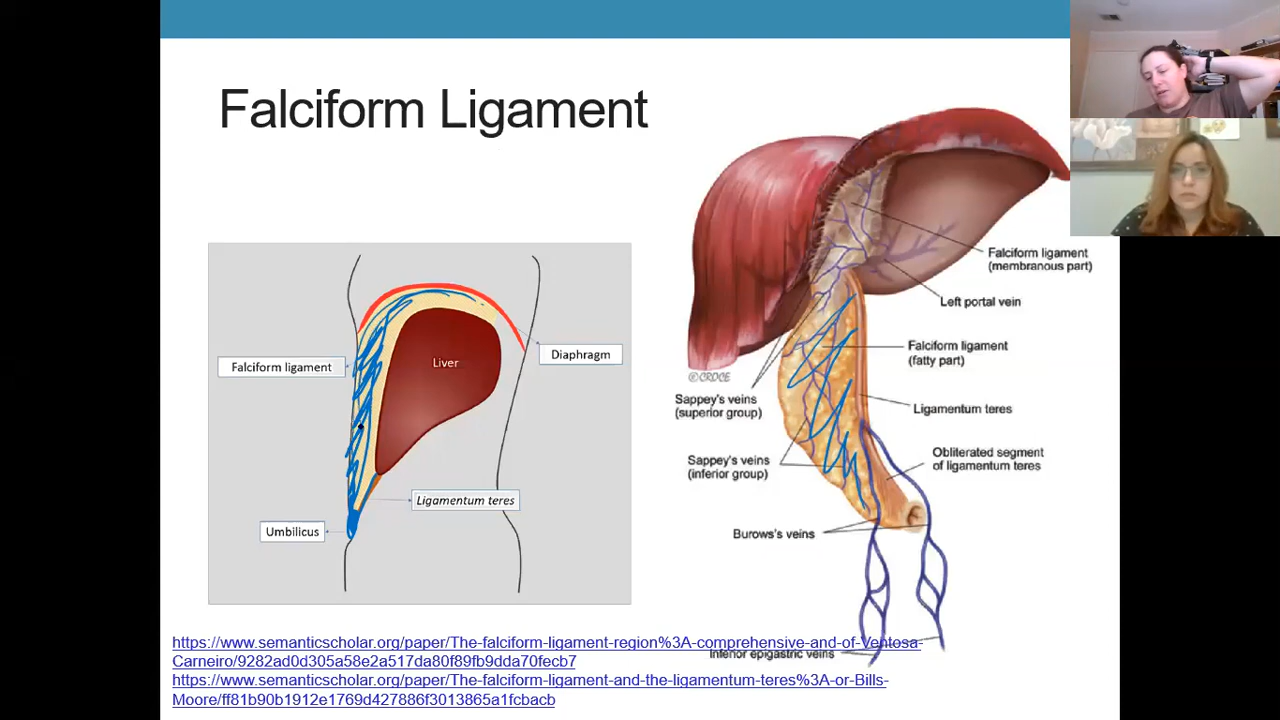 Falciform Ligament
Falciform ligament
Liver
Diaphragm
Ligamentum teres
Umbilicus
Falciform ligament
(membranous part)
Left portal vein
Falciform ligament
(fatty part)
©CROCE
Sappey's veins
(superior group)
Ligamentum teres
Sappey's veins
(inferior group)
Obliterated segment
of ligamentum teres
Burows's veins
Inferior epigastric veins
https://www.semanticscholar.org/paper/The-falciform-ligament-region%3A-comprehensive-and-of-Ventosa-
Carneiro/9282ad0d305a58e2a517da80f89fb9dda70fecb7
https://www.semanticscholar.org/paper/The-falciform-ligament-and-the-ligamentum-teres%3A-or-Bills-
Moore/ff81b90b1912e1769d427886f3013865a1fcbacb